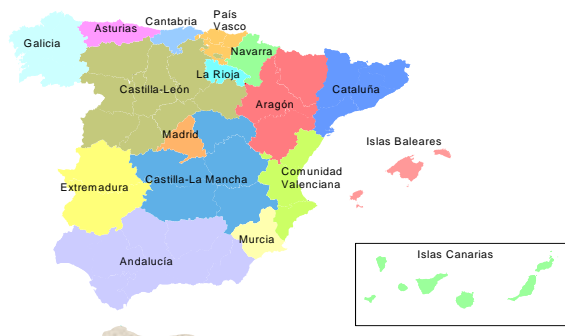 País
Vasco
Cantabria
Asturias
Galicia
Navarra
La Rioja
Castilla-León
Cataluña
Aragón
Madrid
Islas Baleares
Comunidad
Valenciana
Castilla-La Mancha
Extremadura
Murcia
Andalucía
Islas Canarias